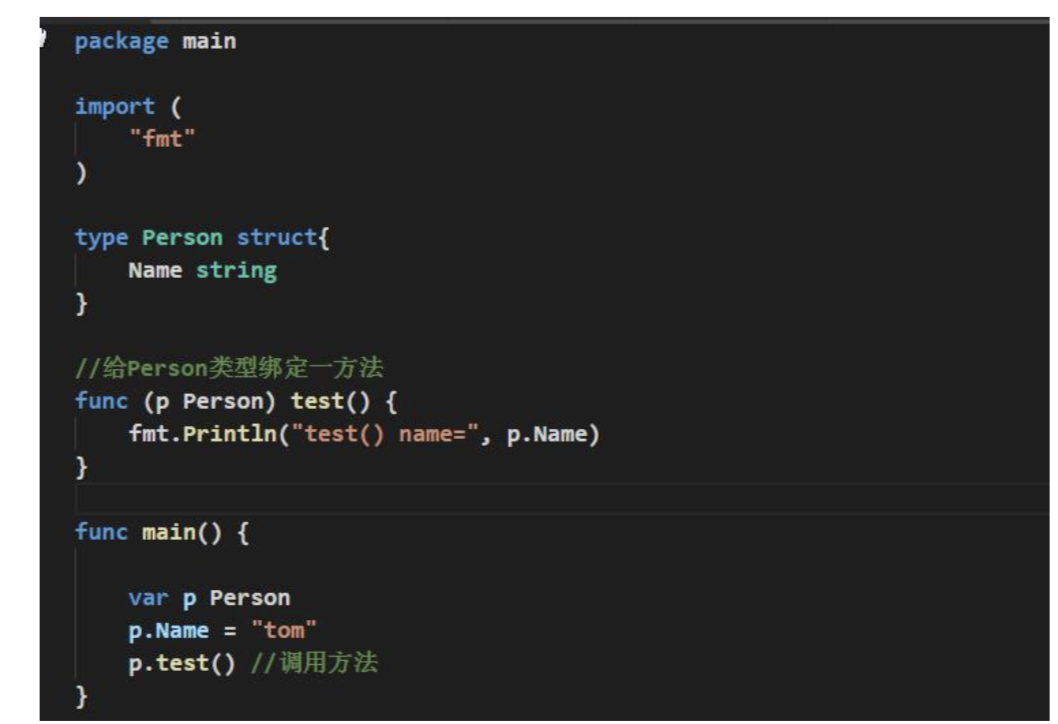 package main
import (
"fmt"
)
type Person struct{
Name string
}
//给Person类型绑定一方法
func (p Person) test() {
fmt.Println("test() name=", p.Name)
}
func main() {
var p Person
p.Name = "tom"
p.test() //调用方法
}